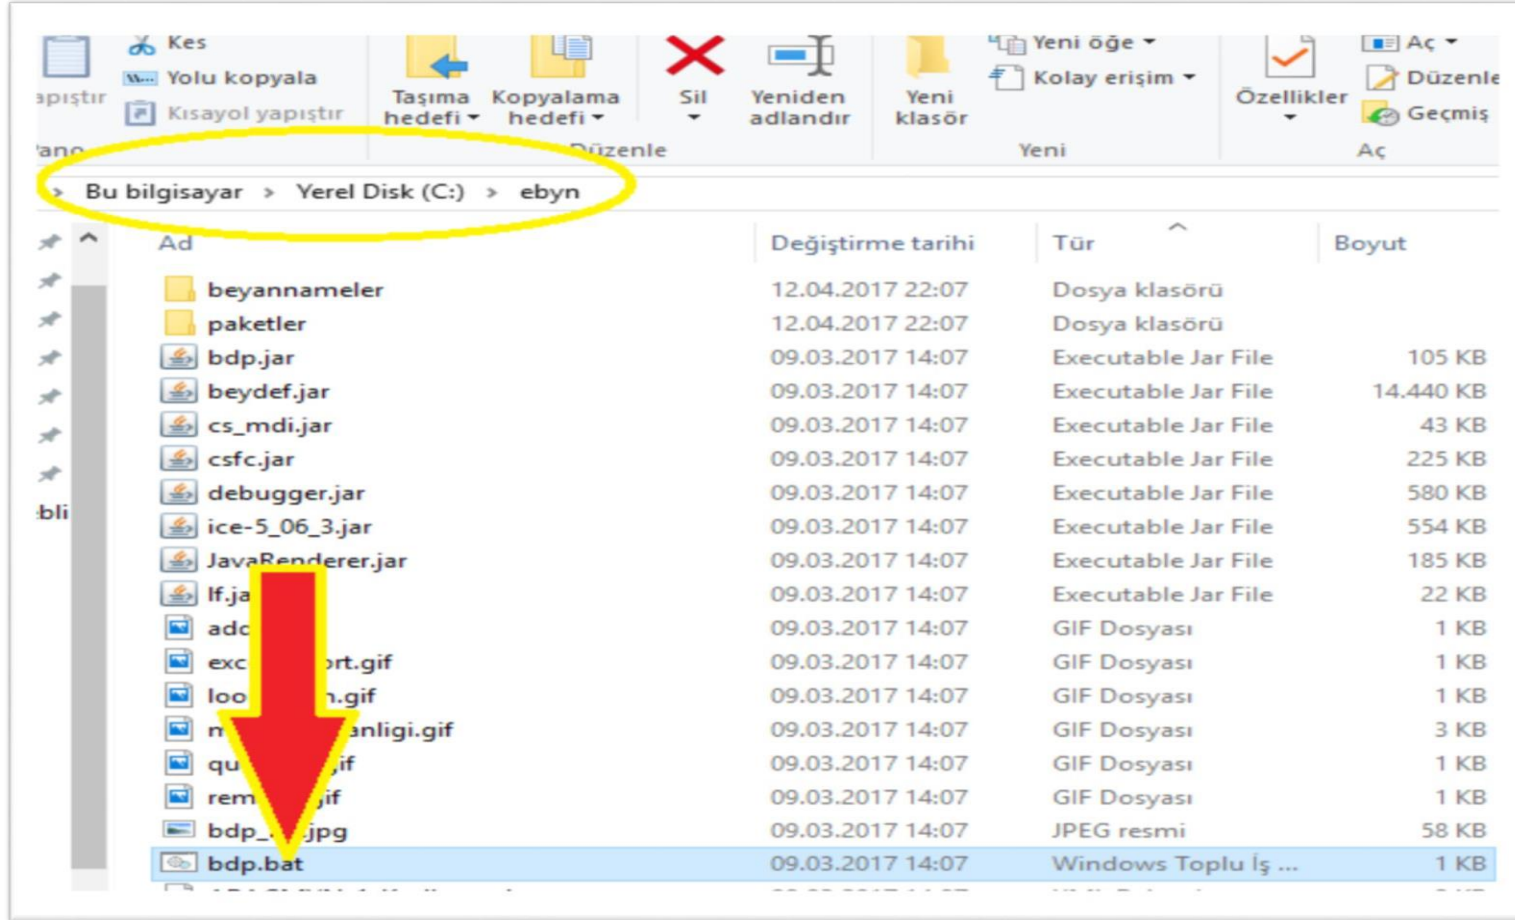 Kes
Yolu kopyala
Kısayol yapıştır
Taşıma hedefi
Kopyalama hedefi
Sil
Yeniden adlandır
Yeni klasör
Yeni öğe
Kolay erişim
Özellikler
Aç
Düzenle
Geçmiş
Düzenle
Yeni
Aç
> Bu bilgisayar > Yerel Disk (C:) > ebyn
Ad Değiştirme tarihi Tür Boyut
beyannameler 12.04.2017 22:07 Dosya klasörü
paketler 12.04.2017 22:07 Dosya klasörü
bdp.jar 09.03.2017 14:07 Executable Jar File 105 KB
beydef.jar 09.03.2017 14:07 Executable Jar File 14.440 KB
cs_mdi.jar 09.03.2017 14:07 Executable Jar File 43 KB
csfc.jar 09.03.2017 14:07 Executable Jar File 225 KB
debugger.jar 09.03.2017 14:07 Executable Jar File 580 KB
ice-5_06_3.jar 09.03.2017 14:07 Executable Jar File 554 KB
JavaRenderer.jar 09.03.2017 14:07 Executable Jar File 185 KB
09.03.2017 14:07 Executable Jar File 22 KB
09.03.2017 14:07 GIF Dosyası 1 KB
09.03.2017 14:07 GIF Dosyası 1 KB
09.03.2017 14:07 GIF Dosyası 1 KB
09.03.2017 14:07 GIF Dosyası 3 KB
09.03.2017 14:07 GIF Dosyası 1 KB
09.03.2017 14:07 GIF Dosyası 1 KB
09.03.2017 14:07 JPEG resmi 58 KB
bdp.bat 09.03.2017 14:07 Windows Toplu İş ... 1 KB